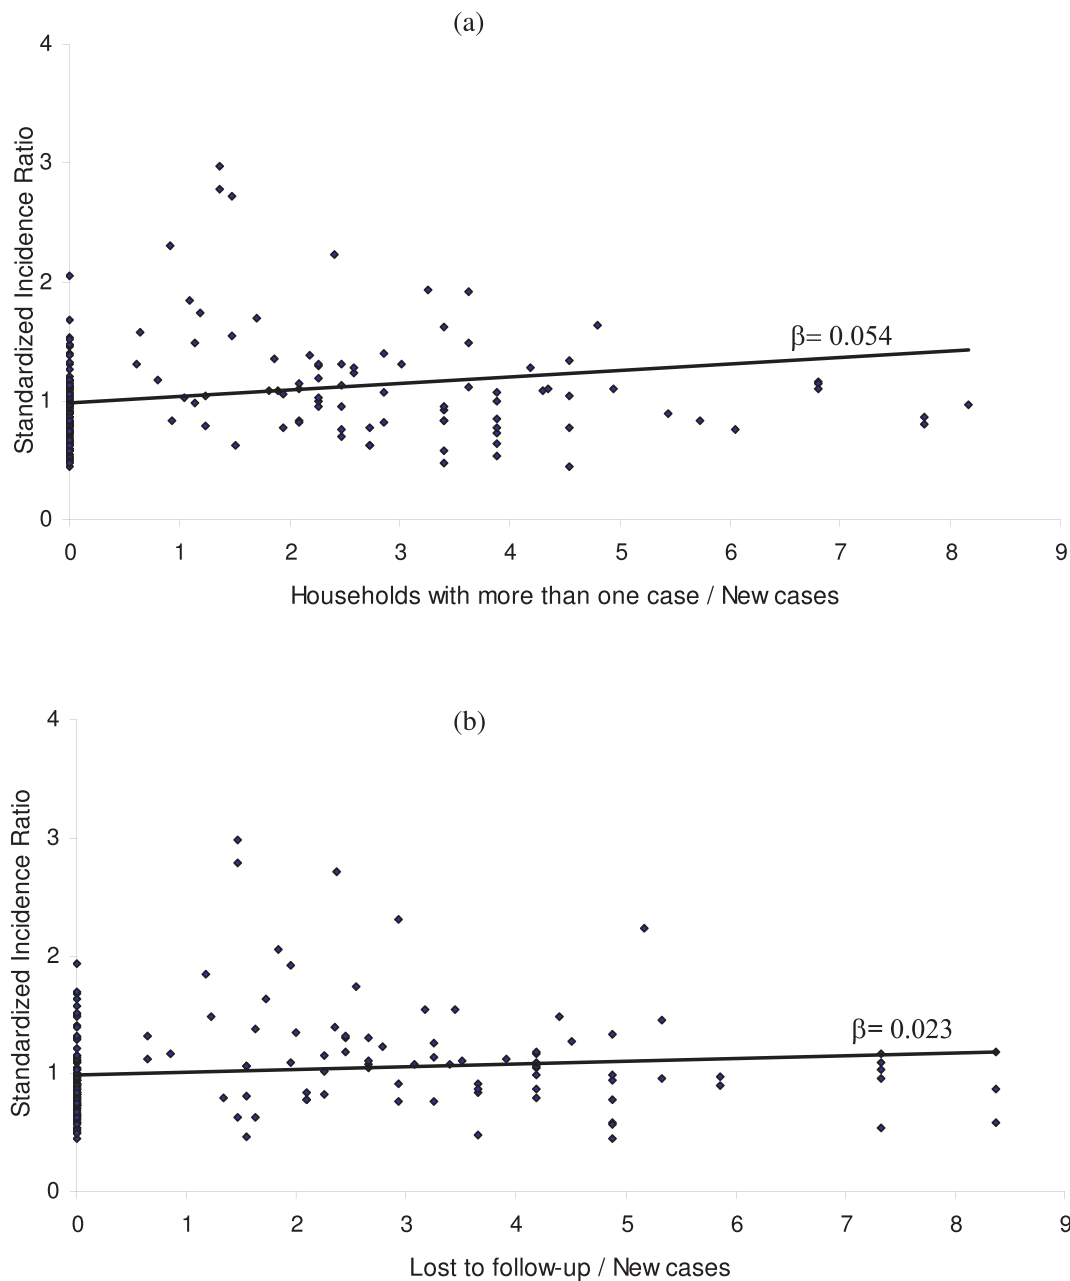 (a)
4
3
2
1
0
Standardized Incidence Ratio
β= 0.054
0 1 2 3 4 5 6 7 8 9
Households with more than one case / New cases
(b)
4
3
2
1
0
Standardized Incidence Ratio
β= 0.023
0 1 2 3 4 5 6 7 8 9
Lost to follow-up / New cases